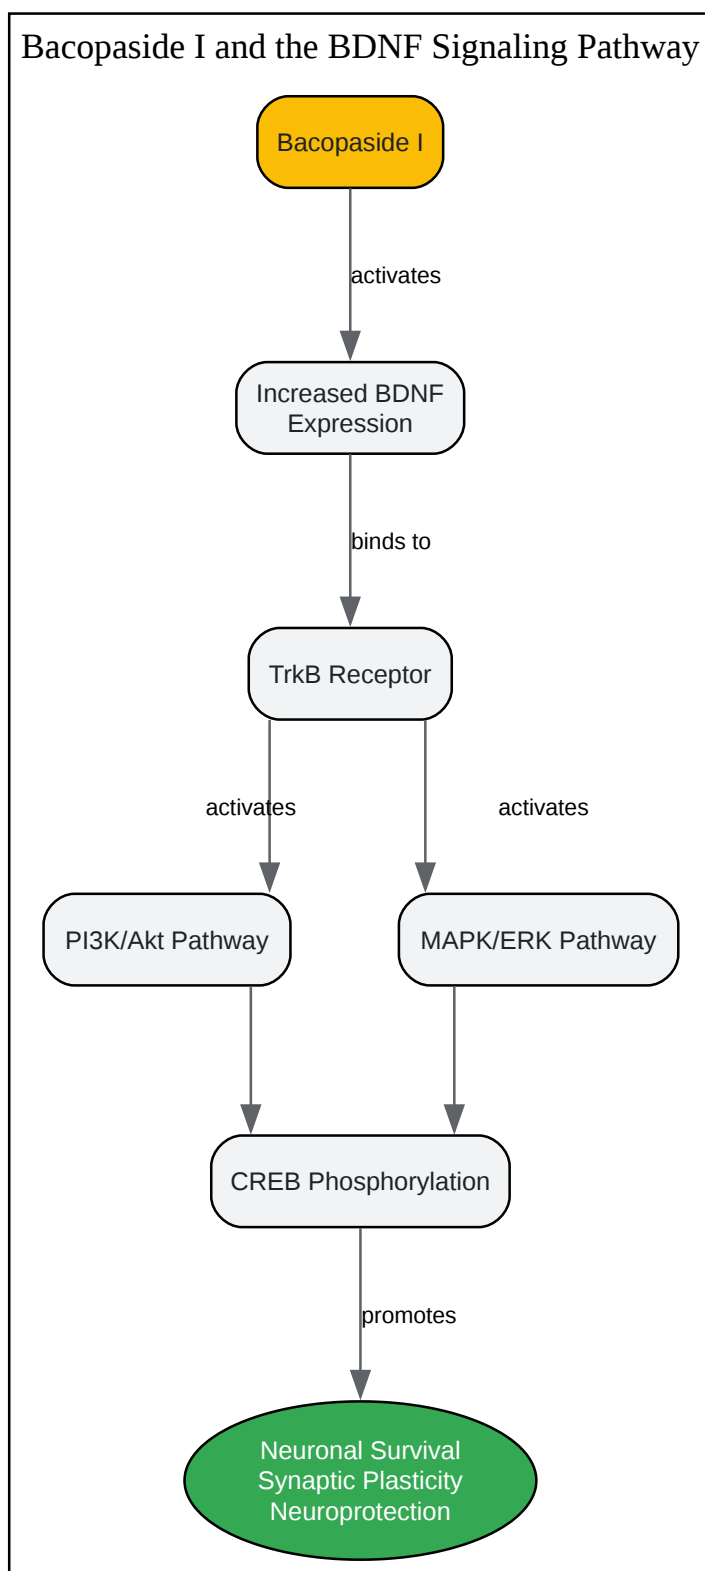 Bacopaside I and the BDNF Signaling Pathway
Bacopaside I
activates
Increased BDNF
Expression
binds to
TrkB Receptor
activates
activates
PI3K/Akt Pathway
MAPK/ERK Pathway
CREB Phosphorylation
promotes
Neuronal Survival
Synaptic Plasticity
Neuroprotection